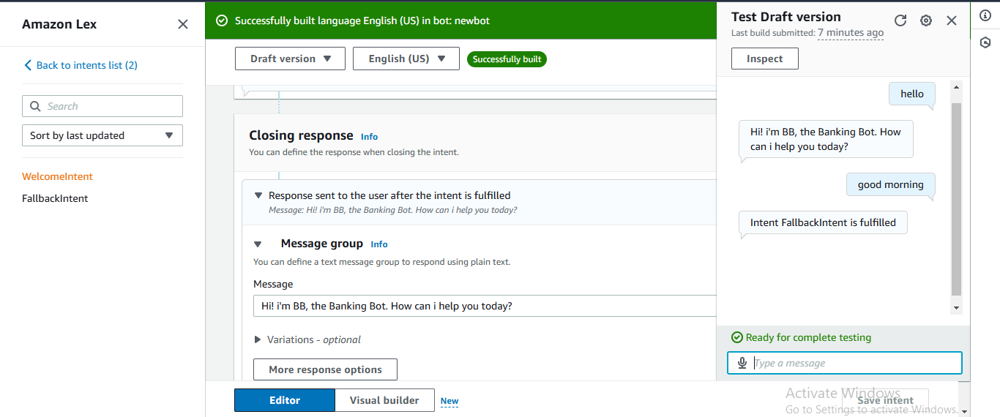 Amazon Lex
Back to intents list (2)
Search
Sort by last updated
WelcomeIntent
FallbackIntent
Successfully built language English (US) in bot: newbot
Draft version
English (US)
Successfully built
Closing response Info
You can define the response when closing the intent.
Response sent to the user after the intent is fulfilled
Message: Hi! i'm BB, the Banking Bot. How can i help you today?
Message group Info
You can define a text message group to respond using plain text.
Message
Hi! i'm BB, the Banking Bot. How can i help you today?
Variations - optional
More response options
Editor
Visual builder
New
Test Draft version
Last build submitted: 7 minutes ago
Inspect
hello
Hi! i'm BB, the Banking Bot. How
can i help you today?
good morning
Intent FallbackIntent is fulfilled
Ready for complete testing
Type a message
Activate Windows
Save intent
Go to Settings to activate Windows.